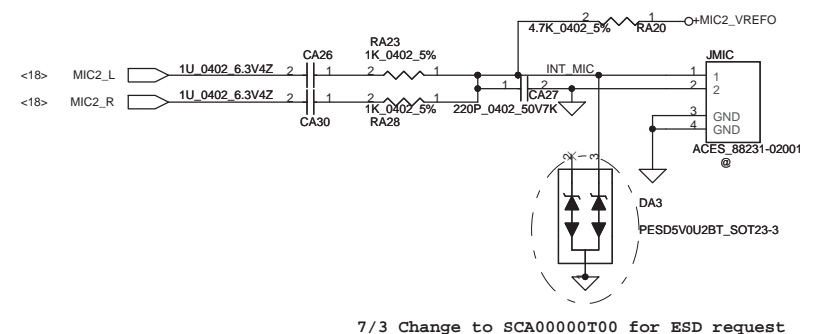 2 1 +MIC2_VREFO
4.7K_0402_5% RA20
RA23
1K_0402_5%
CA26
JMIC
<18> MIC2_L 1U_0402_6.3V4Z 2 1 2 1 INT_MIC 1 1
<18> MIC2_R 1U_0402_6.3V4Z 2 1 2 1 1 2 2 2
CA27
1K_0402_5% 220P_0402_50V7K
CA30 RA28
3 GND
4 GND
ACES_88231-02001
@
2 3
DA3
PESD5V0U2BT_SOT23-3
7/3 Change to SCA00000T00 for ESD request